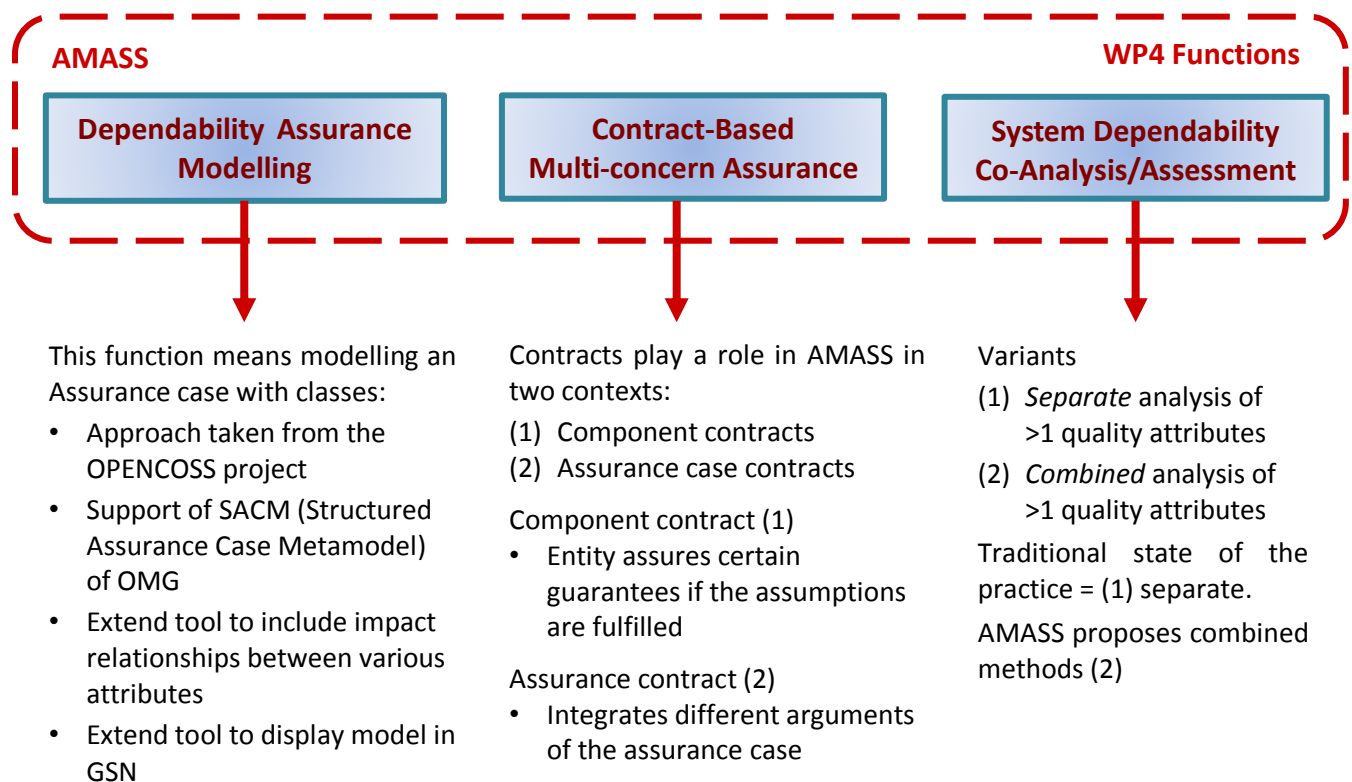 AMASS
WP4 Functions
Dependability Assurance
Modelling
Contract-Based
Multi-concern Assurance
System Dependability
Co-Analysis/Assessment
This function means modelling an
Assurance case with classes:
• Approach taken from the
OPENCOSS project
• Support of SACM (Structured
Assurance Case Metamodel)
of OMG
• Extend tool to include impact
relationships between various
attributes
• Extend tool to display model in
GSN
Contracts play a role in AMASS in
two contexts:
(1) Component contracts
(2) Assurance case contracts
Component contract (1)
• Entity assures certain
guarantees if the assumptions
are fulfilled
Assurance contract (2)
• Integrates different arguments
of the assurance case
Variants
(1) Separate analysis of
>1 quality attributes
(2) Combined analysis of
>1 quality attributes
Traditional state of the
practice = (1) separate.
AMASS proposes combined
methods (2)